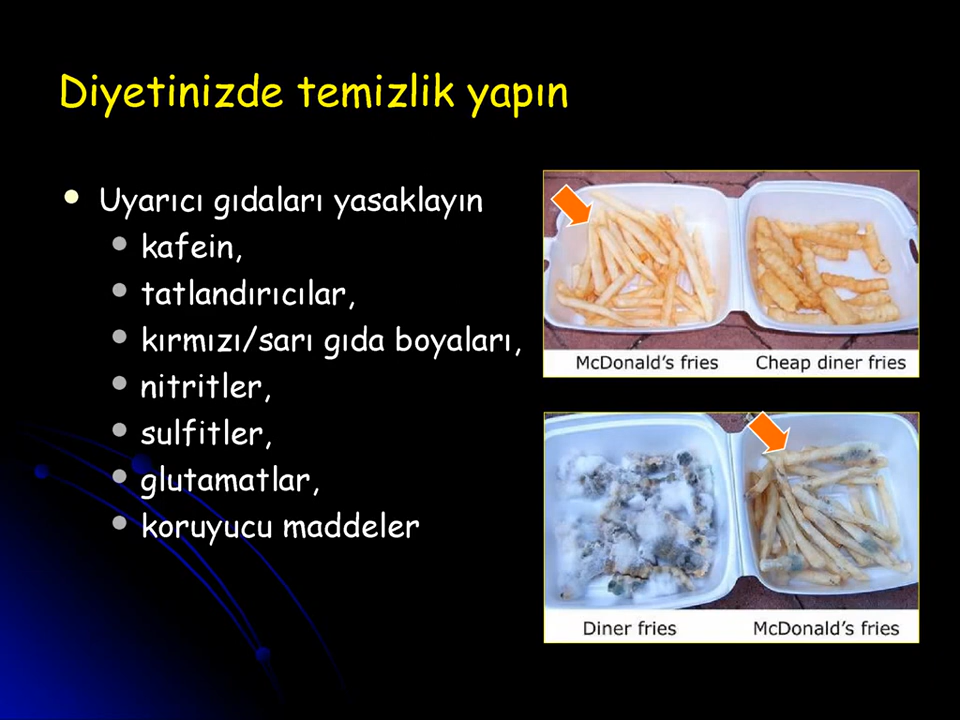 Diyetinizde temizlik yapın
Uyarıcı gıdaları yasaklayın
kafein,
tatlandırıcılar,
kırmızı/sarı gıda boyaları,
nitritler,
sulfitler,
glutamatlar,
koruyucu maddeler
McDonald's fries Cheap diner fries
Diner fries McDonald's fries